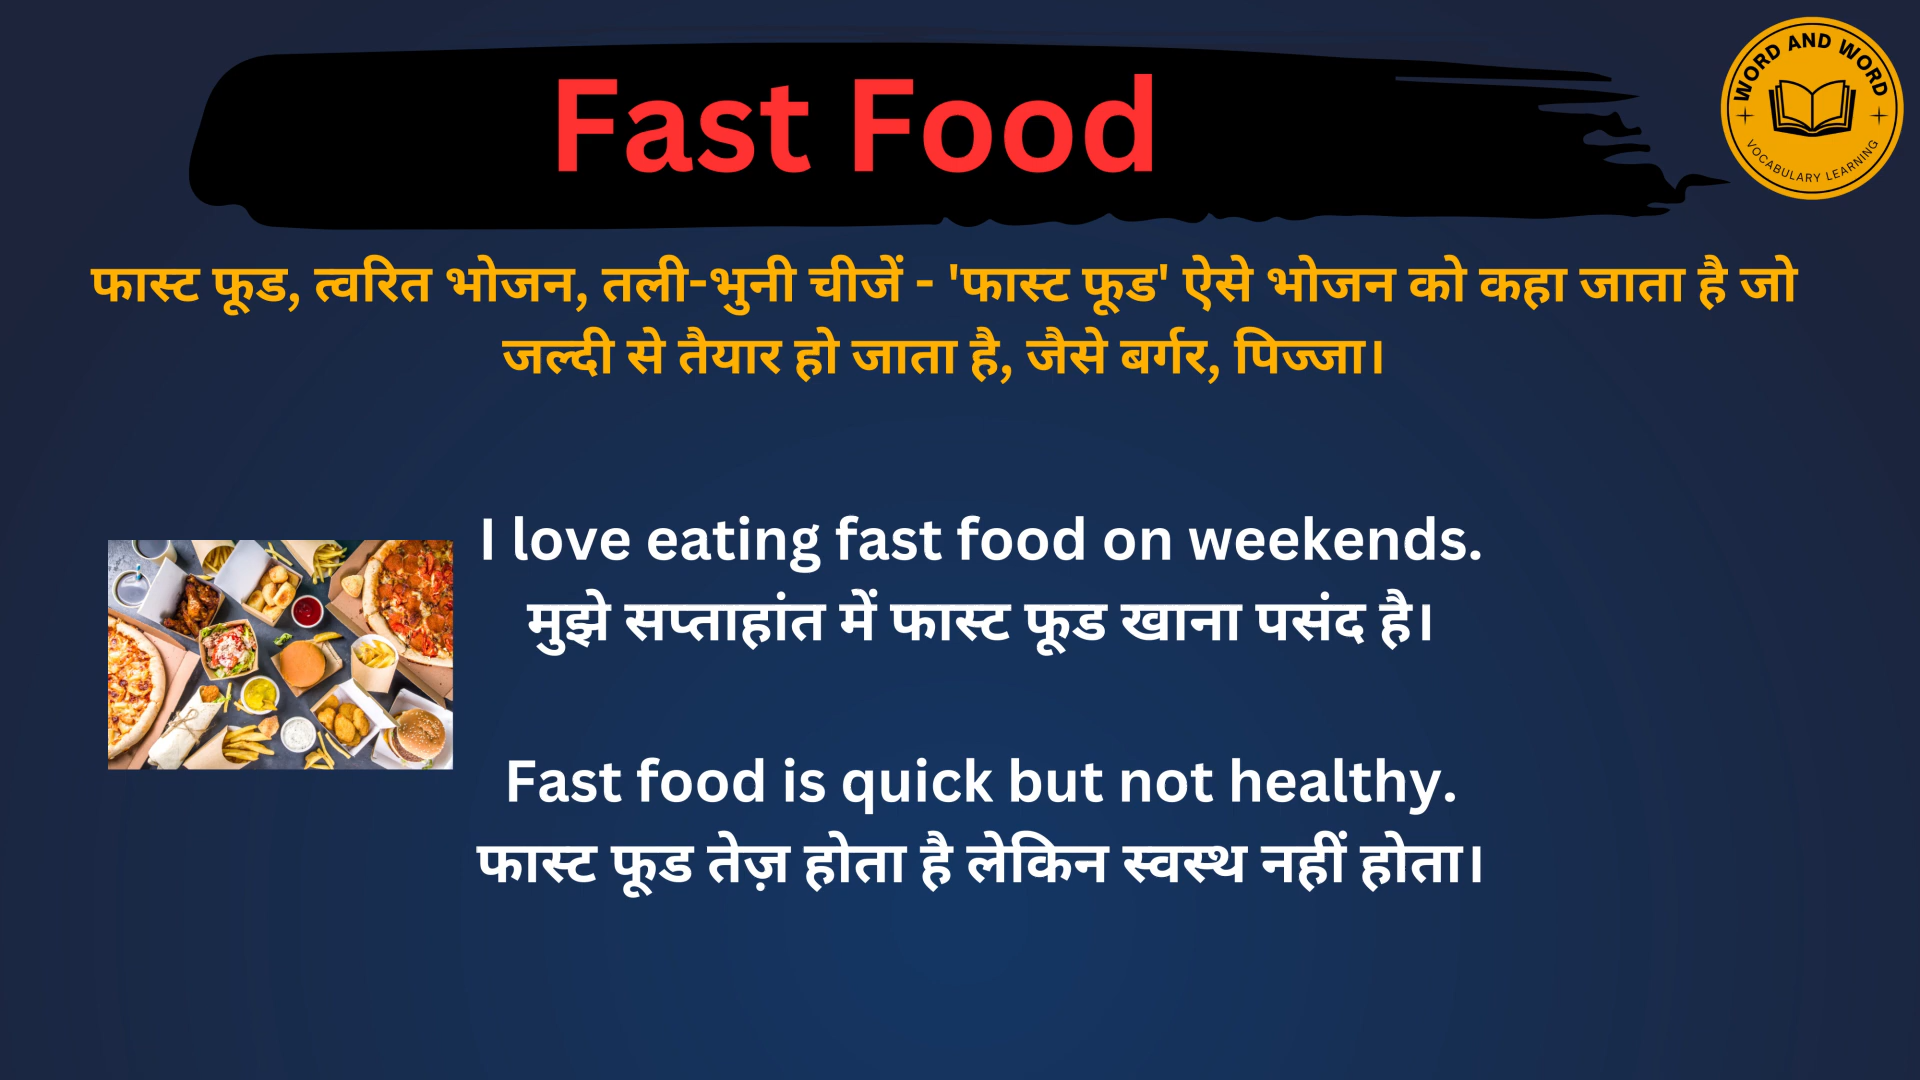 Fast Food
WORD AND WORD
VOCABULARY LEARNING
फास्ट फूड, त्वरित भोजन, तली-भुनी चीजें - 'फास्ट फूड' ऐसे भोजन को कहा जाता है जो
जल्दी से तैयार हो जाता है, जैसे बर्गर, पिज्जा।
I love eating fast food on weekends.
मुझे सप्ताहांत में फास्ट फूड खाना पसंद है।
Fast food is quick but not healthy.
फास्ट फूड तेज़ होता है लेकिन स्वस्थ नहीं होता।